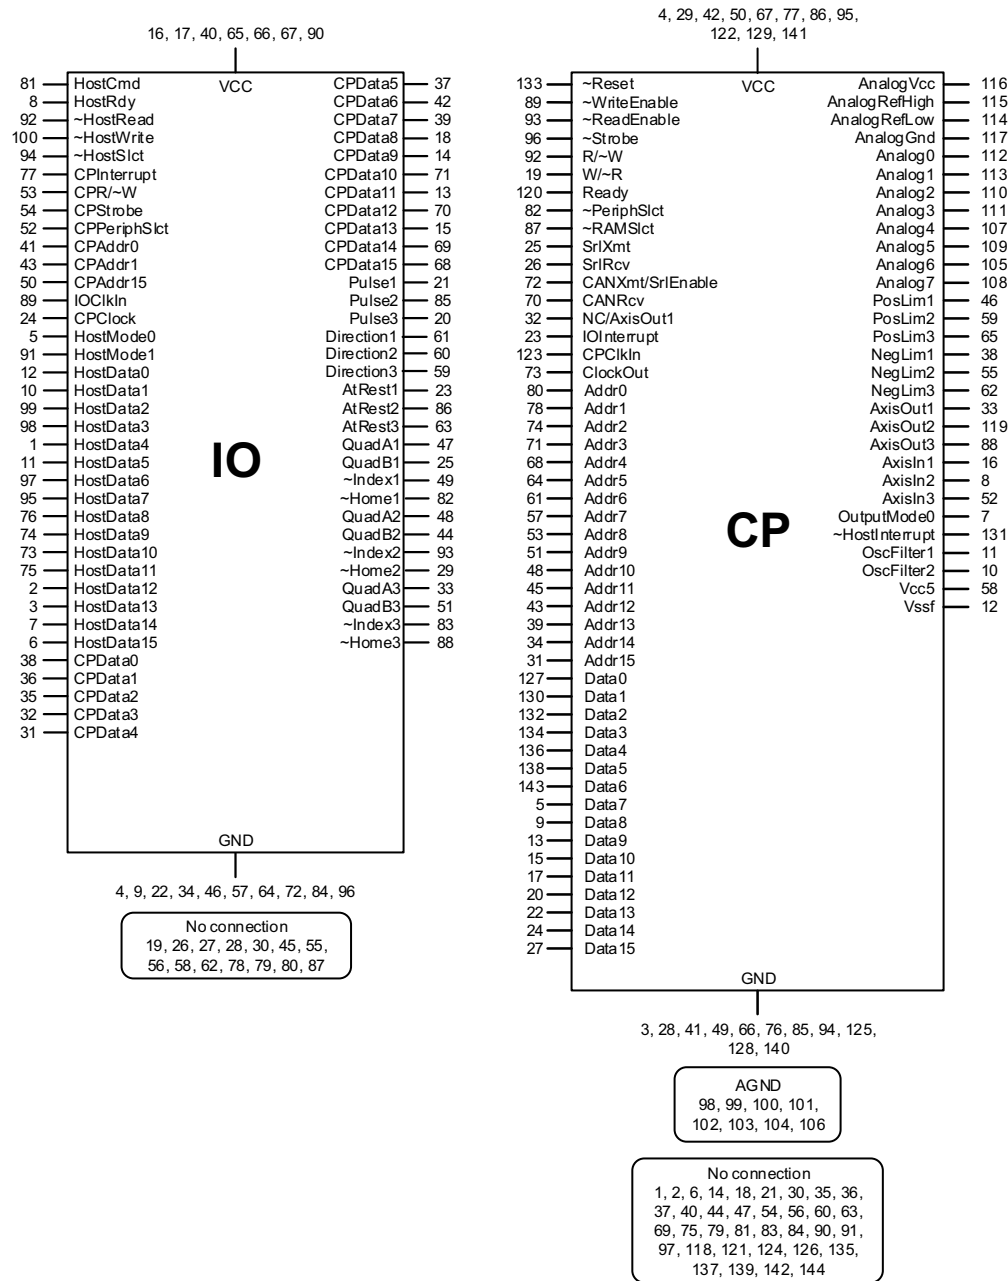 16, 17, 40, 65, 66, 67, 90
VCC
81 HostCmd CPData5 37
8 HostRdy CPData6 42
92 ~HostRead CPData7 39
100 ~HostWrite CPData8 18
94 ~HostSlct CPData9 14
77 CPInterrupt CPData10 71
53 CPR/~W CPData11 13
54 CPStrobe CPData12 70
52 CPPeriphSlct CPData13 15
41 CPAddr0 CPData14 69
43 CPAddr1 CPData15 68
50 CPAddr15 Pulse1 21
89 IOClkIn Pulse2 85
24 CPClock Pulse3 20
5 HostMode0 Direction1 61
91 HostMode1 Direction2 60
12 HostData0 Direction3 59
10 HostData1 AtRest1 23
99 HostData2 AtRest2 86
98 HostData3 AtRest3 63
1 HostData4 QuadA1 47
11 HostData5 QuadB1 25
97 HostData6 ~Index1 49
95 HostData7 ~Home1 82
76 HostData8 QuadA2 48
74 HostData9 QuadB2 44
73 HostData10 ~Index2 93
75 HostData11 ~Home2 29
2 HostData12 QuadA3 33
3 HostData13 QuadB3 51
7 HostData14 ~Index3 83
6 HostData15 ~Home3 88
38 CPData0
36 CPData1
35 CPData2
32 CPData3
31 CPData4
IO
GND
4, 9, 22, 34, 46, 57, 64, 72, 84, 96
No connection
19, 26, 27, 28, 30, 45, 55,
56, 58, 62, 78, 79, 80, 87
4, 29, 42, 50, 67, 77, 86, 95,
122, 129, 141
VCC
133 ~Reset AnalogVcc 116
89 ~WriteEnable AnalogRefHigh 115
93 ~ReadEnable AnalogRefLow 114
96 ~Strobe AnalogGnd 117
92 R/~W Analog0 112
19 W/~R Analog1 113
120 Ready Analog2 110
82 ~PeriphSlct Analog3 111
87 ~RAMSlct Analog4 107
25 SrlXmt Analog5 109
26 SrlRcv Analog6 105
72 CANXmt/SrlEnable Analog7 108
70 CANRcv PosLim1 46
32 NC/AxisOut1 PosLim2 59
23 IOInterrupt PosLim3 65
123 CPClkIn NegLim1 38
73 ClockOut NegLim2 55
80 Addr0 NegLim3 62
78 Addr1 AxisOut1 33
74 Addr2 AxisOut2 119
71 Addr3 AxisOut3 88
68 Addr4 AxisIn1 16
64 Addr5 AxisIn2 8
61 Addr6 AxisIn3 52
57 Addr7 OutputMode0 7
53 Addr8 ~HostInterrupt 131
51 Addr9 OscFilter1 11
48 Addr10 OscFilter2 10
45 Addr11 Vcc5 58
43 Addr12 Vssf 12
39 Addr13
34 Addr14
31 Addr15
127 Data0
130 Data1
132 Data2
134 Data3
136 Data4
138 Data5
143 Data6
5 Data7
9 Data8
13 Data9
15 Data10
17 Data11
20 Data12
22 Data13
24 Data14
27 Data15
CP
GND
3, 28, 41, 49, 66, 76, 85, 94, 125,
128, 140
AGND
98, 99, 100, 101,
102, 103, 104, 106
No connection
1, 2, 6, 14, 18, 21, 30, 35, 36,
37, 40, 44, 47, 54, 56, 60, 63,
69, 75, 79, 81, 83, 84, 90, 91,
97, 118, 121, 124, 126, 135,
137, 139, 142, 144